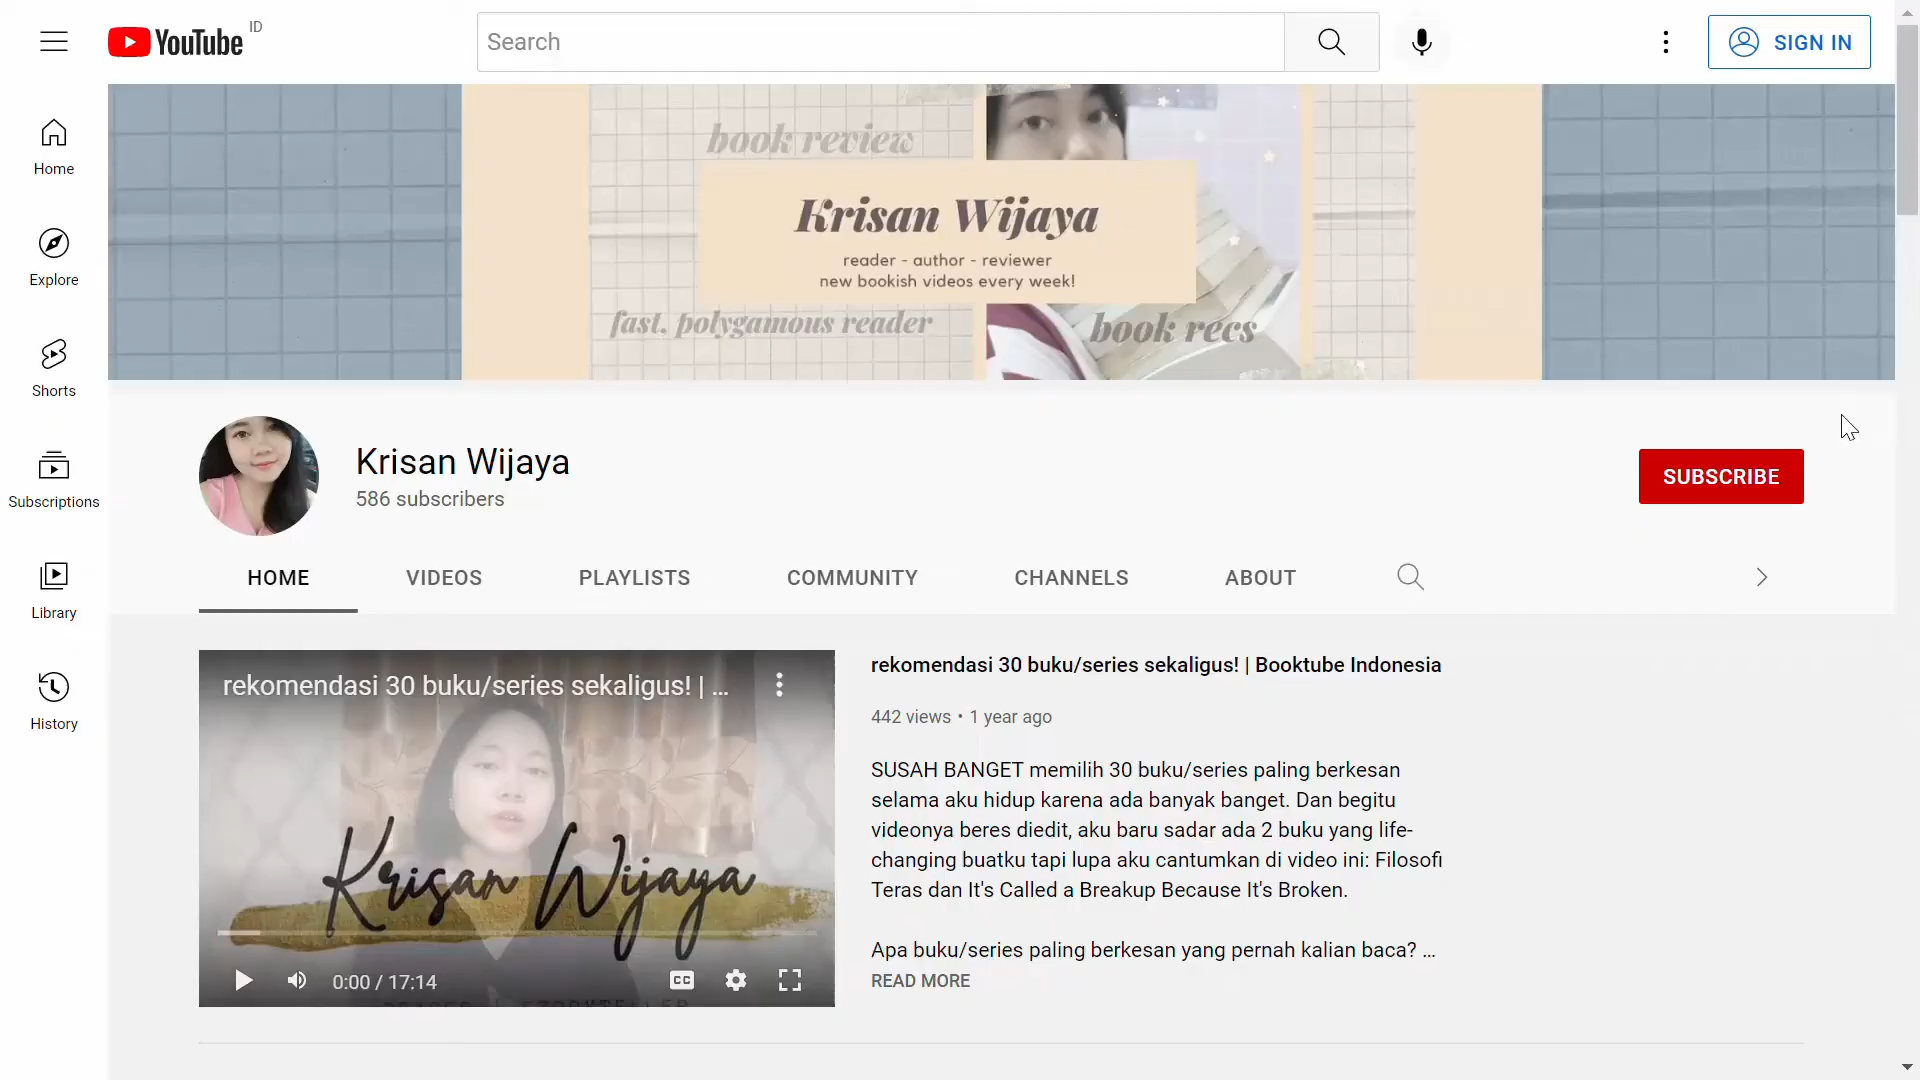 YouTube ID
Search
SIGN IN
Home
Explore
Shorts
Subscriptions
Library
History
book review
Krisan Wijaya
reader - author - reviewer
new bookish videos every week!
fast, polygamous reader
book recs
Krisan Wijaya
586 subscribers
SUBSCRIBE
HOME VIDEOS PLAYLISTS COMMUNITY CHANNELS ABOUT
rekomendasi 30 buku/series sekaligus! | ...
Krisan Wijaya
0:00 / 17:14
CC
rekomendasi 30 buku/series sekaligus! | Booktube Indonesia
442 views • 1 year ago
SUSAH BANGET memilih 30 buku/series paling berkesan
selama aku hidup karena ada banyak banget. Dan begitu
videonya beres diedit, aku baru sadar ada 2 buku yang life-
changing buatku tapi lupa aku cantumkan di video ini: Filosofi
Teras dan It's Called a Breakup Because It's Broken.
Apa buku/series paling berkesan yang pernah kalian baca? ...
READ MORE